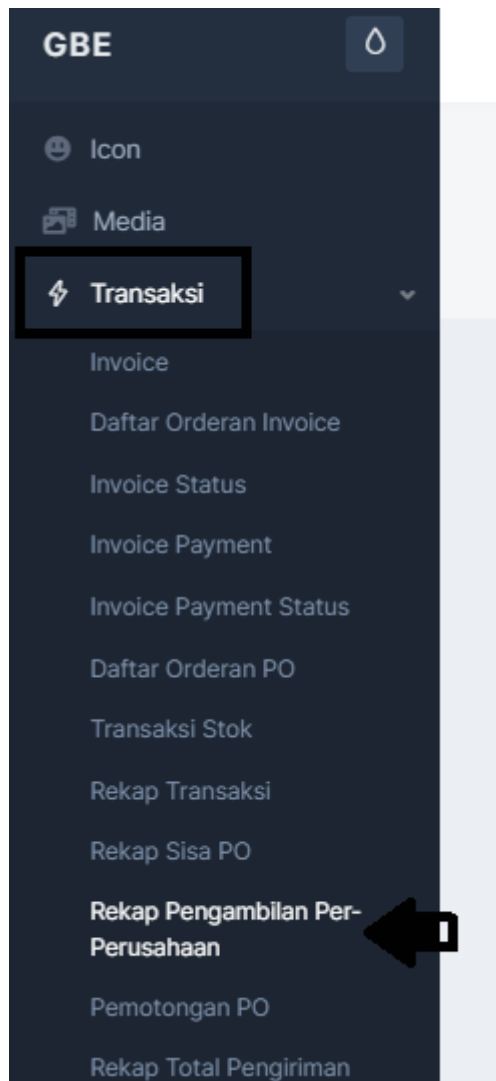 GBE
Icon
Media
Transaksi
Invoice
Daftar Orderan Invoice
Invoice Status
Invoice Payment
Invoice Payment Status
Daftar Orderan PO
Transaksi Stok
Rekap Transaksi
Rekap Sisa PO
Rekap Pengambilan Per-
Perusahaan
Pemotongan PO
Rekap Total Pengiriman